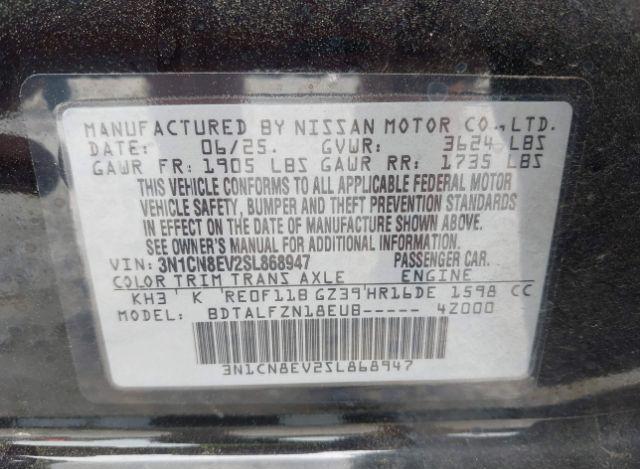 MANUFACTURED BY NISSAN MOTOR CO., LTD.
DATE: 06/25. GVWR: 3624 LBS
GAWR FR: 1905 LBS GAWR RR: 1735 LBS
THIS VEHICLE CONFORMS TO ALL APPLICABLE FEDERAL MOTOR
VEHICLE SAFETY, BUMPER AND THEFT PREVENTION STANDARDS
IN EFFECT ON THE DATE OF MANUFACTURE SHOWN ABOVE.
SEE OWNER'S MANUAL FOR ADDITIONAL INFORMATION.
VIN: 3N1CN8EV2SL868947 PASSENGER CAR
COLOR TRIM TRANS AXLE ENGINE
KH3 K RE0F11B GZ39 HR16DE 1598 CC
MODEL: BDTALFZN18EUB----- 4Z000
3N1CN8EV2SL868947